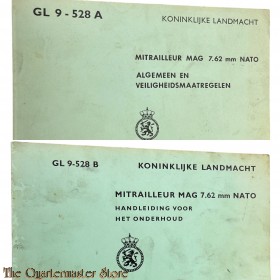 GL 9 - 528 A
KONINKLIJKE LANDMACHT
MITRAILLEUR MAG 7.62 mm NATO
ALGEMEEN EN
VEILIGHEIDSMAATREGELEN
GL 9-528 B
KONINKLIJKE LANDMACHT
MITRAILLEUR MAG 7.62 mm NATO
HANDLEIDING VOOR
HET ONDERHOUD
© The Quartermaster Store